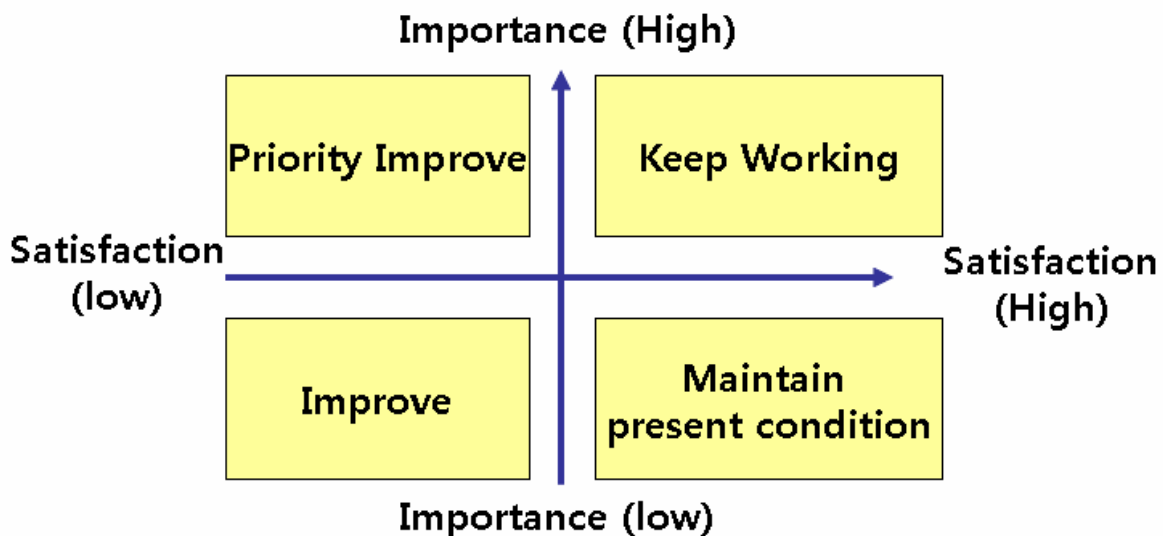 Importance (High)
Priority Improve
Keep Working
Satisfaction
(low)
Satisfaction
(High)
Improve
Maintain
present condition
Importance (low)